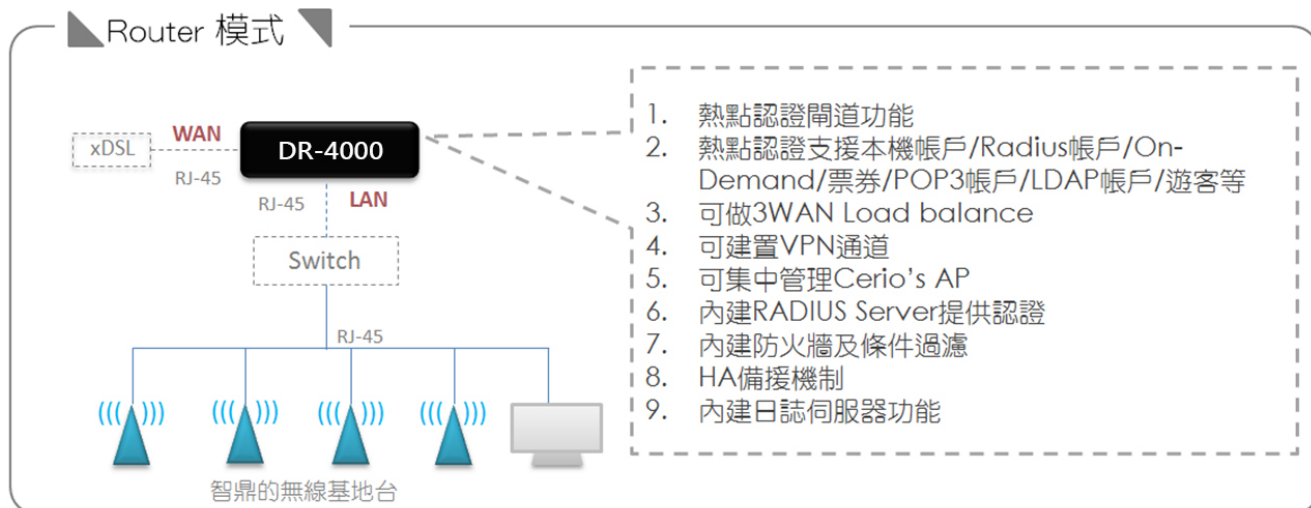 Router 模式
xDSL
WAN
DR-4000
RJ-45
RJ-45
LAN
Switch
RJ-45
智鼎的無線基地台
1. 熱點認證閘道功能
2. 熱點認證支援本機帳戶/Radius帳戶/On-
Demand/票券/POP3帳戶/LDAP帳戶/遊客等
3. 可做3WAN Load balance
4. 可建置VPN通道
5. 可集中管理Cerio's AP
6. 內建RADIUS Server提供認證
7. 內建防火牆及條件過濾
8. HA備援機制
9. 內建日誌伺服器功能